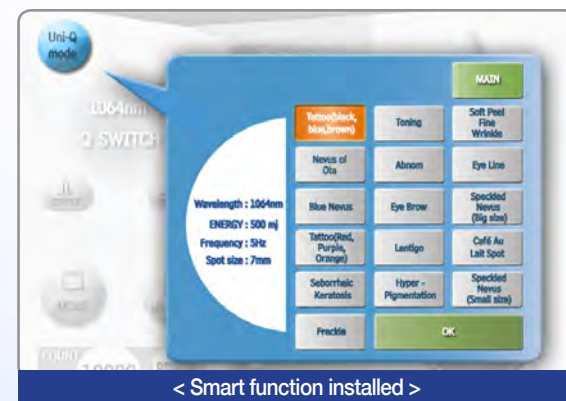 Uni-Q
mode
1064nm
Q SWITCH
MAIN
Tattoo(black,
blue,brown)
Toning
Soft Peel
Fine
Wrinkle
Nevus of
Ota
Abnom
Eye Line
Wavelength : 1064nm
ENERGY : 500 mj
Frequency : 5Hz
Spot size : 7mm
Blue Nevus
Eye Brow
Speckled
Nevus
(Big size)
Tattoo(Red,
Purple,
Orange)
Lentigo
Café Au
Lait Spot
Seborrheic
Keratosis
Hyper -
Pigmentation
Speckled
Nevus
(Small size)
Freckle
OK
MODE
COUNT
< Smart function installed >